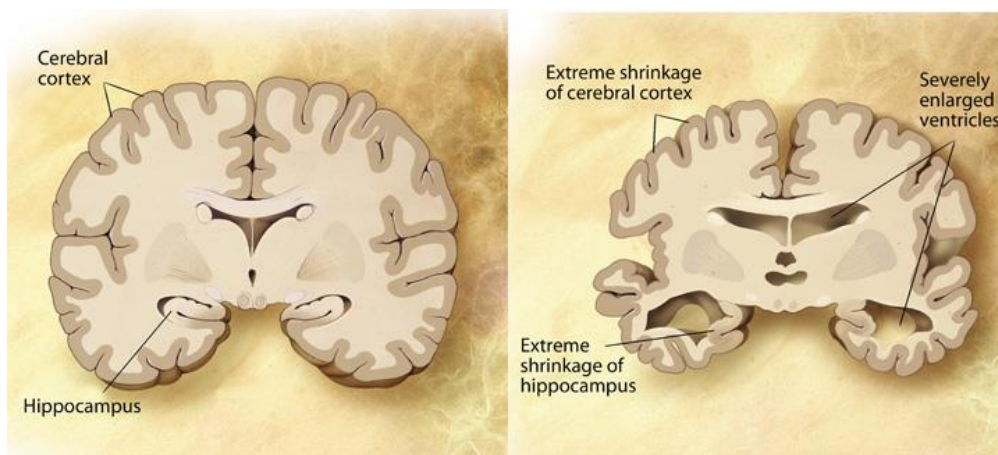 Cerebral
cortex
Hippocampus
Extreme shrinkage
of cerebral cortex
Severely
enlarged
ventricles
Extreme
shrinkage of
hippocampus